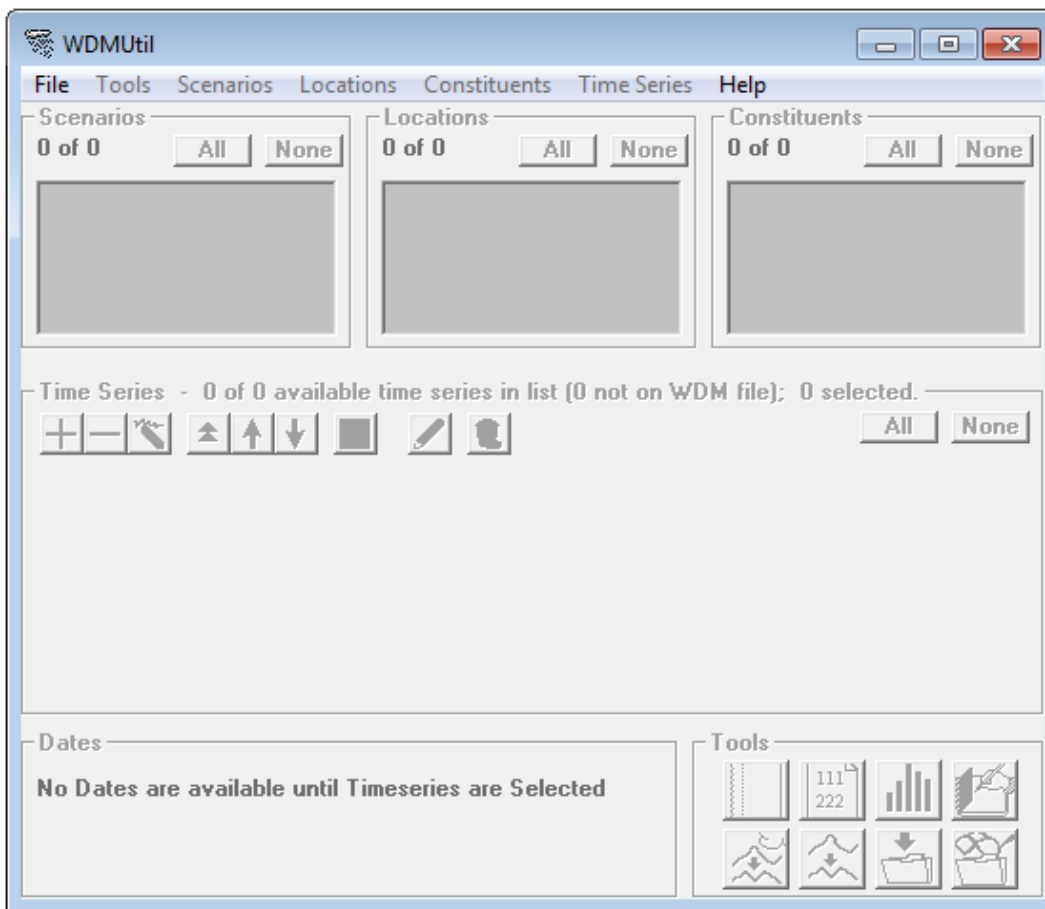 WDMUtil
File Tools Scenarios Locations Constituents Time Series Help
Scenarios Locations Constituents
0 of 0 All None 0 of 0 All None 0 of 0 All None
Time Series - 0 of 0 available time series in list (0 not on WDM file); 0 selected.
All None
Dates Tools
No Dates are available until Timeseries are Selected
111
222